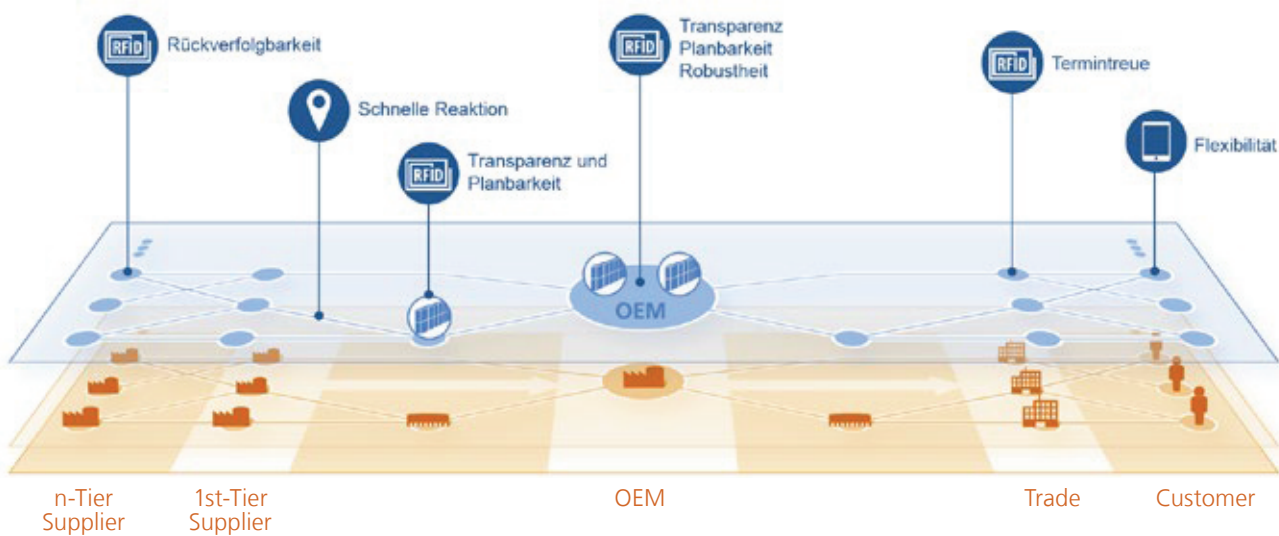 RFID
Rückverfolgbarkeit
Schnelle Reaktion
RFID
Transparenz und
Planbarkeit
RFID
Transparenz
Planbarkeit
Robustheit
RFID
Termintreue
Flexibilität
OEM
n-Tier
Supplier
1st-Tier
Supplier
OEM
Trade
Customer